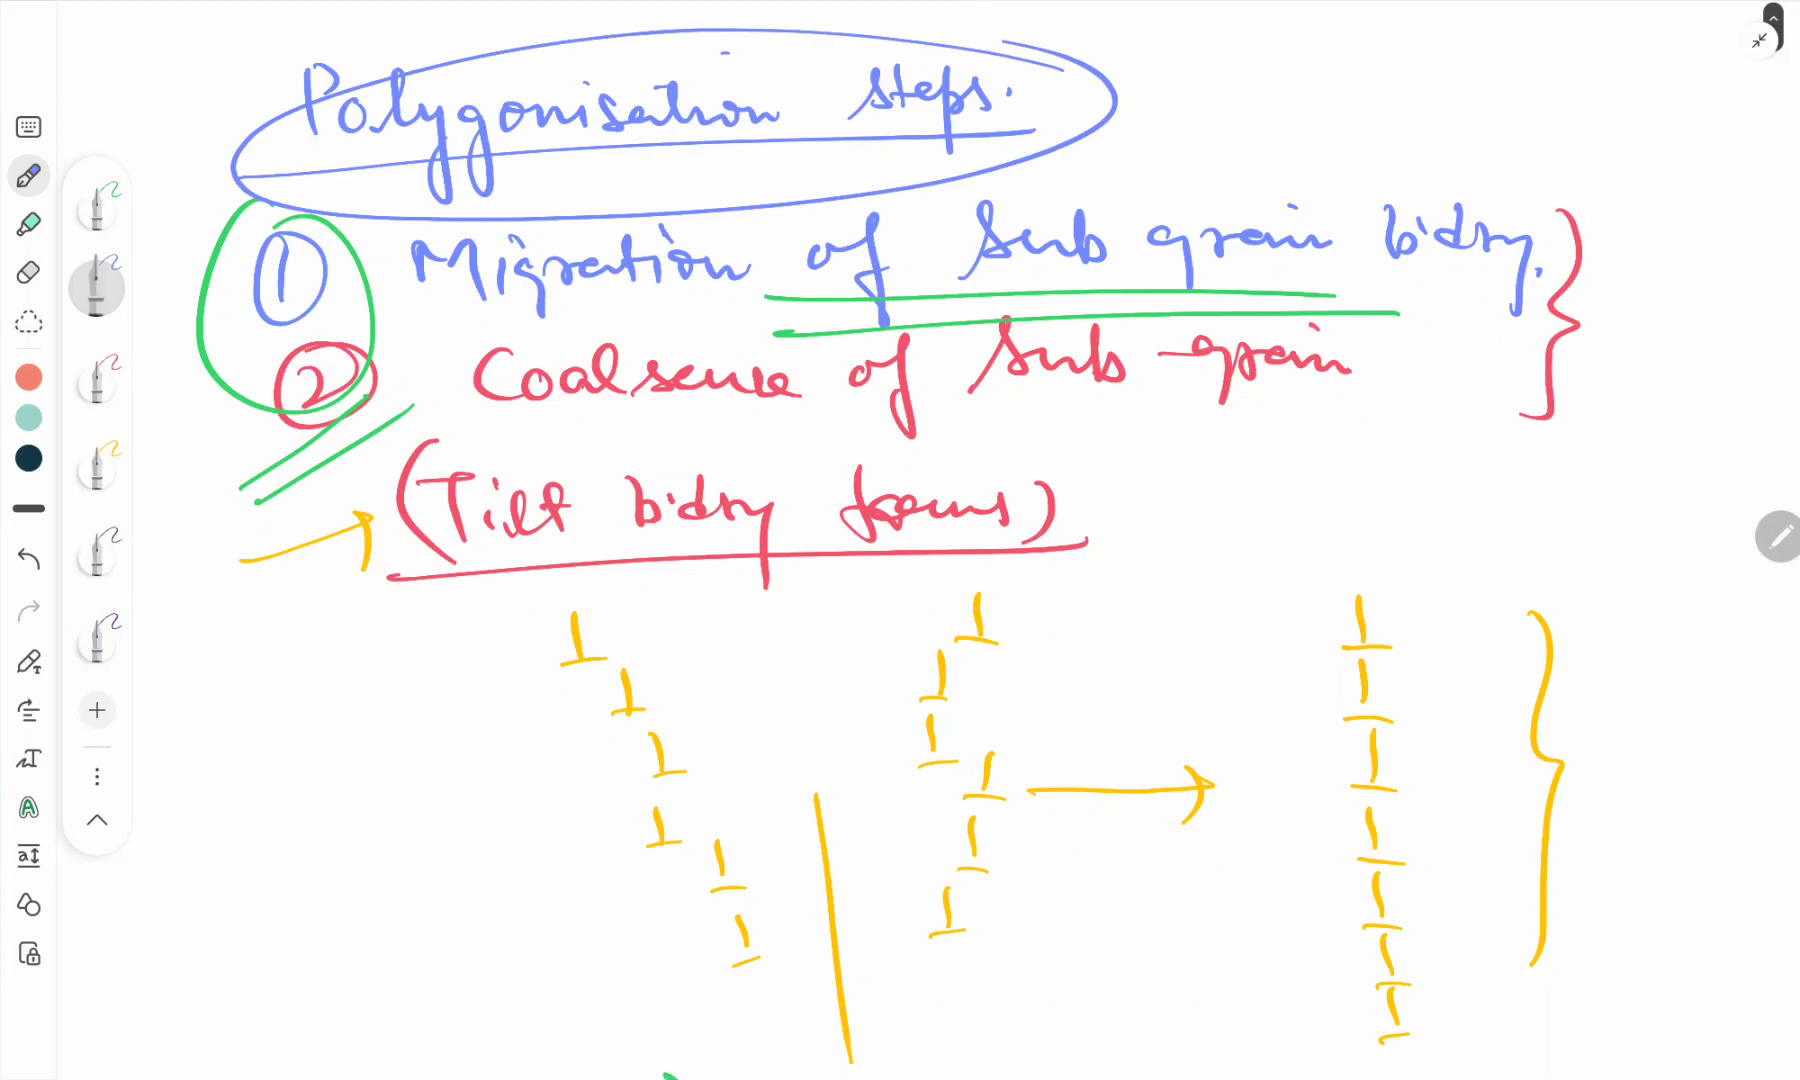 Polygonisation steps.
① Migration of Sub grain b'dry.
② Coalsence of Sub-grain
(Tilt b'dry forms)